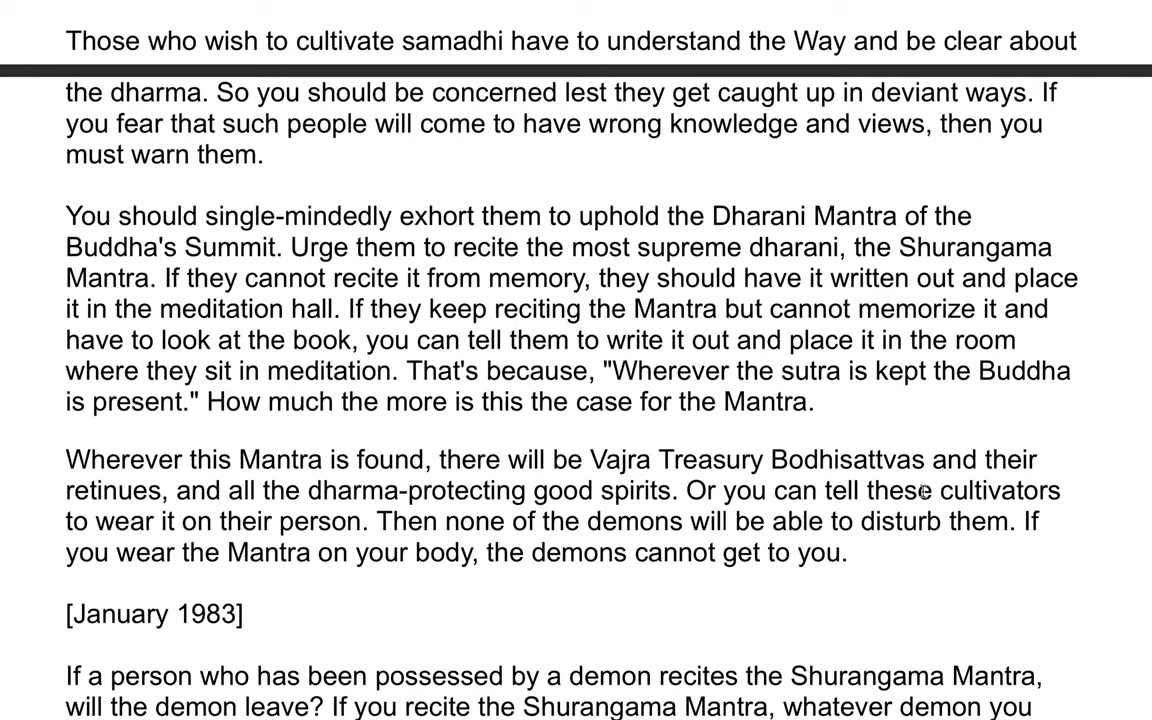 Those who wish to cultivate samadhi have to understand the Way and be clear about
the dharma. So you should be concerned lest they get caught up in deviant ways. If
you fear that such people will come to have wrong knowledge and views, then you
must warn them.
You should single-mindedly exhort them to uphold the Dharani Mantra of the
Buddha's Summit. Urge them to recite the most supreme dharani, the Shurangama
Mantra. If they cannot recite it from memory, they should have it written out and place
it in the meditation hall. If they keep reciting the Mantra but cannot memorize it and
have to look at the book, you can tell them to write it out and place it in the room
where they sit in meditation. That's because, "Wherever the sutra is kept the Buddha
is present." How much the more is this the case for the Mantra.
Wherever this Mantra is found, there will be Vajra Treasury Bodhisattvas and their
retinues, and all the dharma-protecting good spirits. Or you can tell these cultivators
to wear it on their person. Then none of the demons will be able to disturb them. If
you wear the Mantra on your body, the demons cannot get to you.
[January 1983]
If a person who has been possessed by a demon recites the Shurangama Mantra,
will the demon leave? If you recite the Shurangama Mantra, whatever demon you